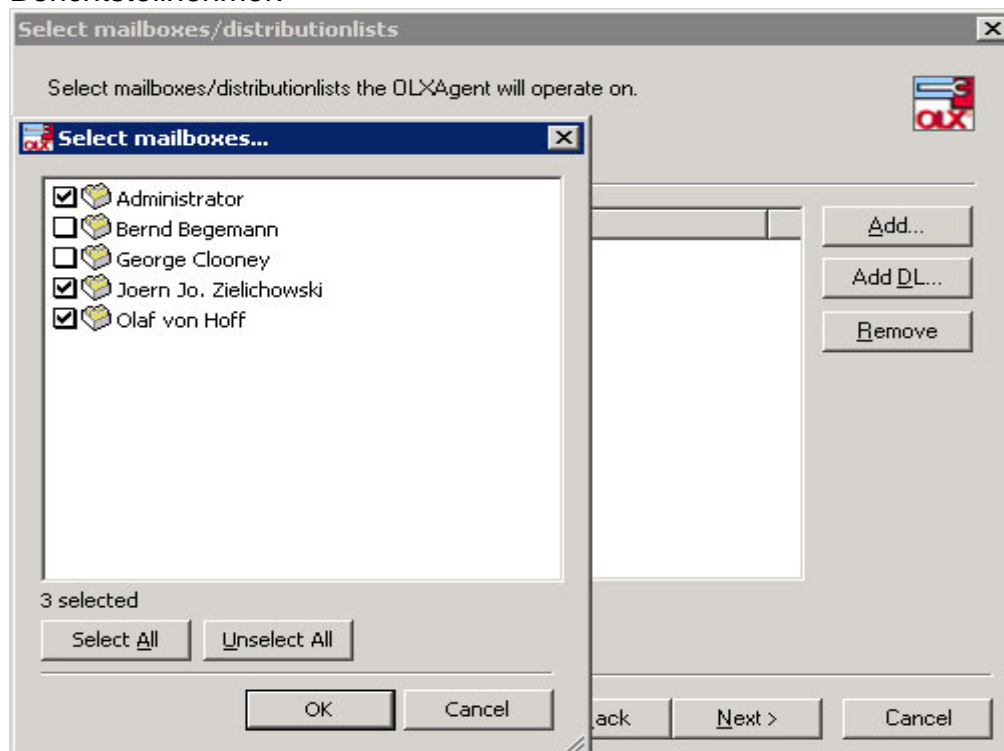 Select mailboxes/distributionlists
Select mailboxes/distributionlists the OLXAgent will operate on.
OLX
Select mailboxes...
Administrator
Bernd Begemann
George Clooney
Joern Jo. Zielichowski
Olaf von Hoff
Add...
Add DL...
Remove
3 selected
Select All
Unselect All
OK
Cancel
ack
Next >
Cancel